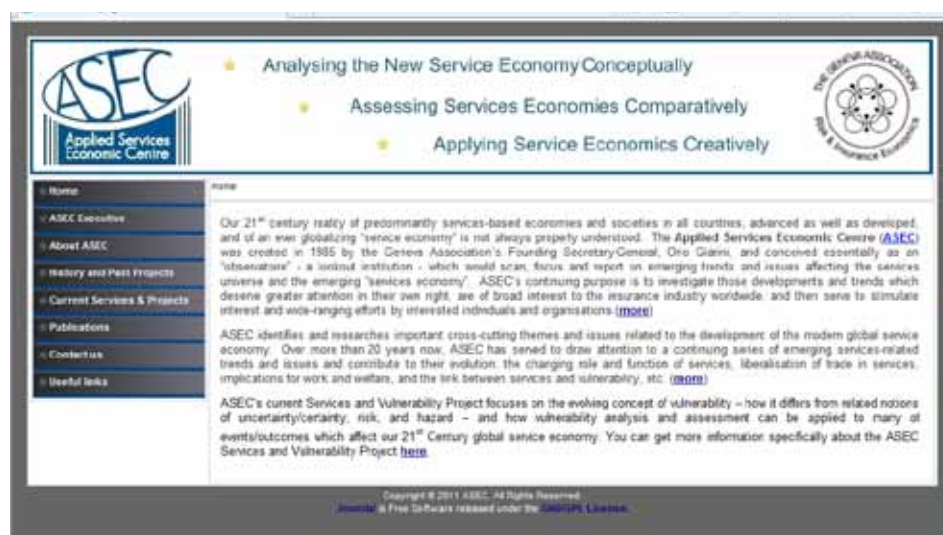 ASEC
Applied Services
Economic Centre
Analysing the New Service Economy Conceptually
Assessing Services Economies Comparatively
Applying Service Economics Creatively
THE GENEVA ASSOCIATION
Risk & Insurance Economics
Home
ASEC Executive
About ASEC
History and Past Projects
Current Services & Projects
Publications
Contact us
Useful links
Home
Our 21st century reality of predominantly services-based economies and societies in all countries, advanced as well as developed,
and of an ever globalizing "service economy" is not always properly understood. The Applied Services Economic Centre (ASEC)
was created in 1985 by the Geneva Association's Founding Secretary-General, Orio Giarini, and conceived essentially as an
"observatoire" - a lookout institution - which would scan, focus and report on emerging trends and issues affecting the services
universe and the emerging "services economy". ASEC's continuing purpose is to investigate those developments and trends which
deserve greater attention in their own right, are of broad interest to the insurance industry worldwide, and then serve to stimulate
interest and wide-ranging efforts by interested individuals and organisations.(more)
ASEC identifies and researches important cross-cutting themes and issues related to the development of the modern global service
economy. Over more than 20 years now, ASEC has served to draw attention to a continuing series of emerging services-related
trends and issues and contribute to their evolution: the changing role and function of services, liberalisation of trade in services,
implications for work and welfare, and the link between services and vulnerability, etc. (more)
ASEC's current Services and Vulnerability Project focuses on the evolving concept of vulnerability – how it differs from related notions
of uncertainty/certainty, risk, and hazard – and how vulnerability analysis and assessment can be applied to many of
events/outcomes which affect our 21st Century global service economy. You can get more information specifically about the ASEC
Services and Vulnerability Project here.
Copyright © 2011 ASEC. All Rights Reserved.
Joomla! is Free Software released under the GNU/GPL License.